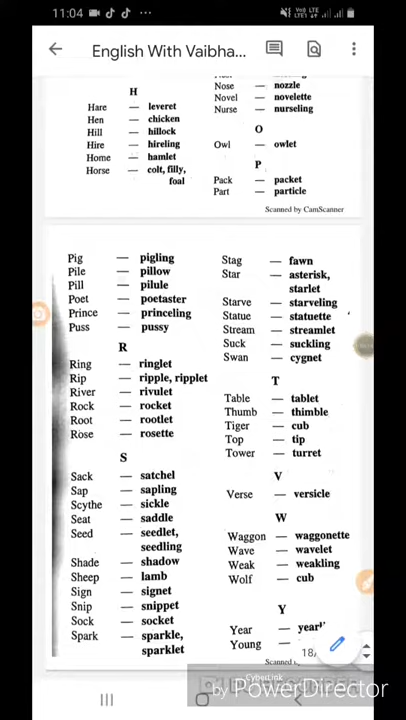 11:04
VoD LTE
LTE1
English With Vaibha...
H
Hare — leveret
Hen — chicken
Hill — hillock
Hire — hireling
Home — hamlet
Horse — colt, filly,
foal
Nose — nozzle
Novel — novelette
Nurse — nurseling
O
Owl — owlet
P
Pack — packet
Part — particle
Scanned by CamScanner
Pig — pigling
Pile — pillow
Pill — pilule
Poet — poetaster
Prince — princeling
Puss — pussy
R
Ring — ringlet
Rip — ripple, ripplet
River — rivulet
Rock — rocket
Root — rootlet
Rose — rosette
S
Sack — satchel
Sap — sapling
Scythe — sickle
Seat — saddle
Seed — seedlet,
seedling
Shade — shadow
Sheep — lamb
Sign — signet
Snip — snippet
Sock — socket
Spark — sparkle,
sparklet
Stag — fawn
Star — asterisk,
starlet
Starve — starveling
Statue — statuette
Stream — streamlet
Suck — suckling
Swan — cygnet
T
Table — tablet
Thumb — thimble
Tiger — cub
Top — tip
Tower — turret
V
Verse — versicle
W
Waggon — waggonette
Wave — wavelet
Weak — weakling
Wolf — cub
Y
Year —
Young —
18/
Scanned
CyberLink
by PowerDirector